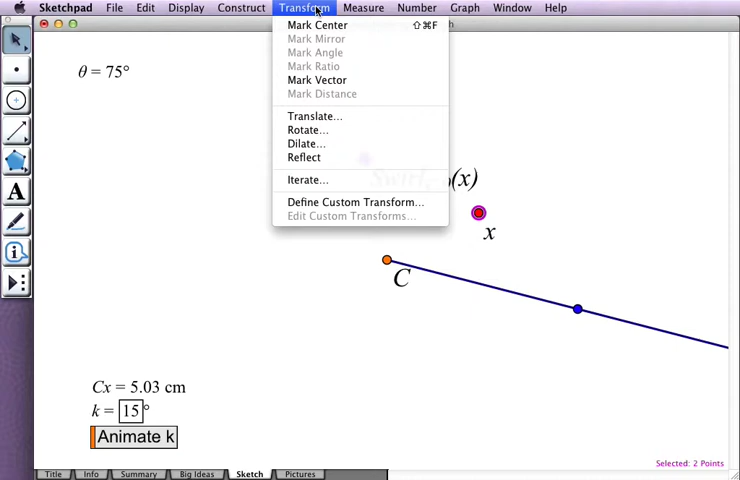 Sketchpad File Edit Display Construct Transform Measure Number Graph Window Help
h
Mark Center ⇧⌘F
Mark Mirror
Mark Angle
Mark Ratio
Mark Vector
Mark Distance
Translate...
Rotate...
Dilate...
Reflect
Iterate...
Define Custom Transform...
Edit Custom Transforms...
θ = 75°
(x)
x
C
Cx = 5.03 cm
k = 15°
Animate k
A
i
Selected: 2 Points
Title Info Summary Big Ideas Sketch Pictures